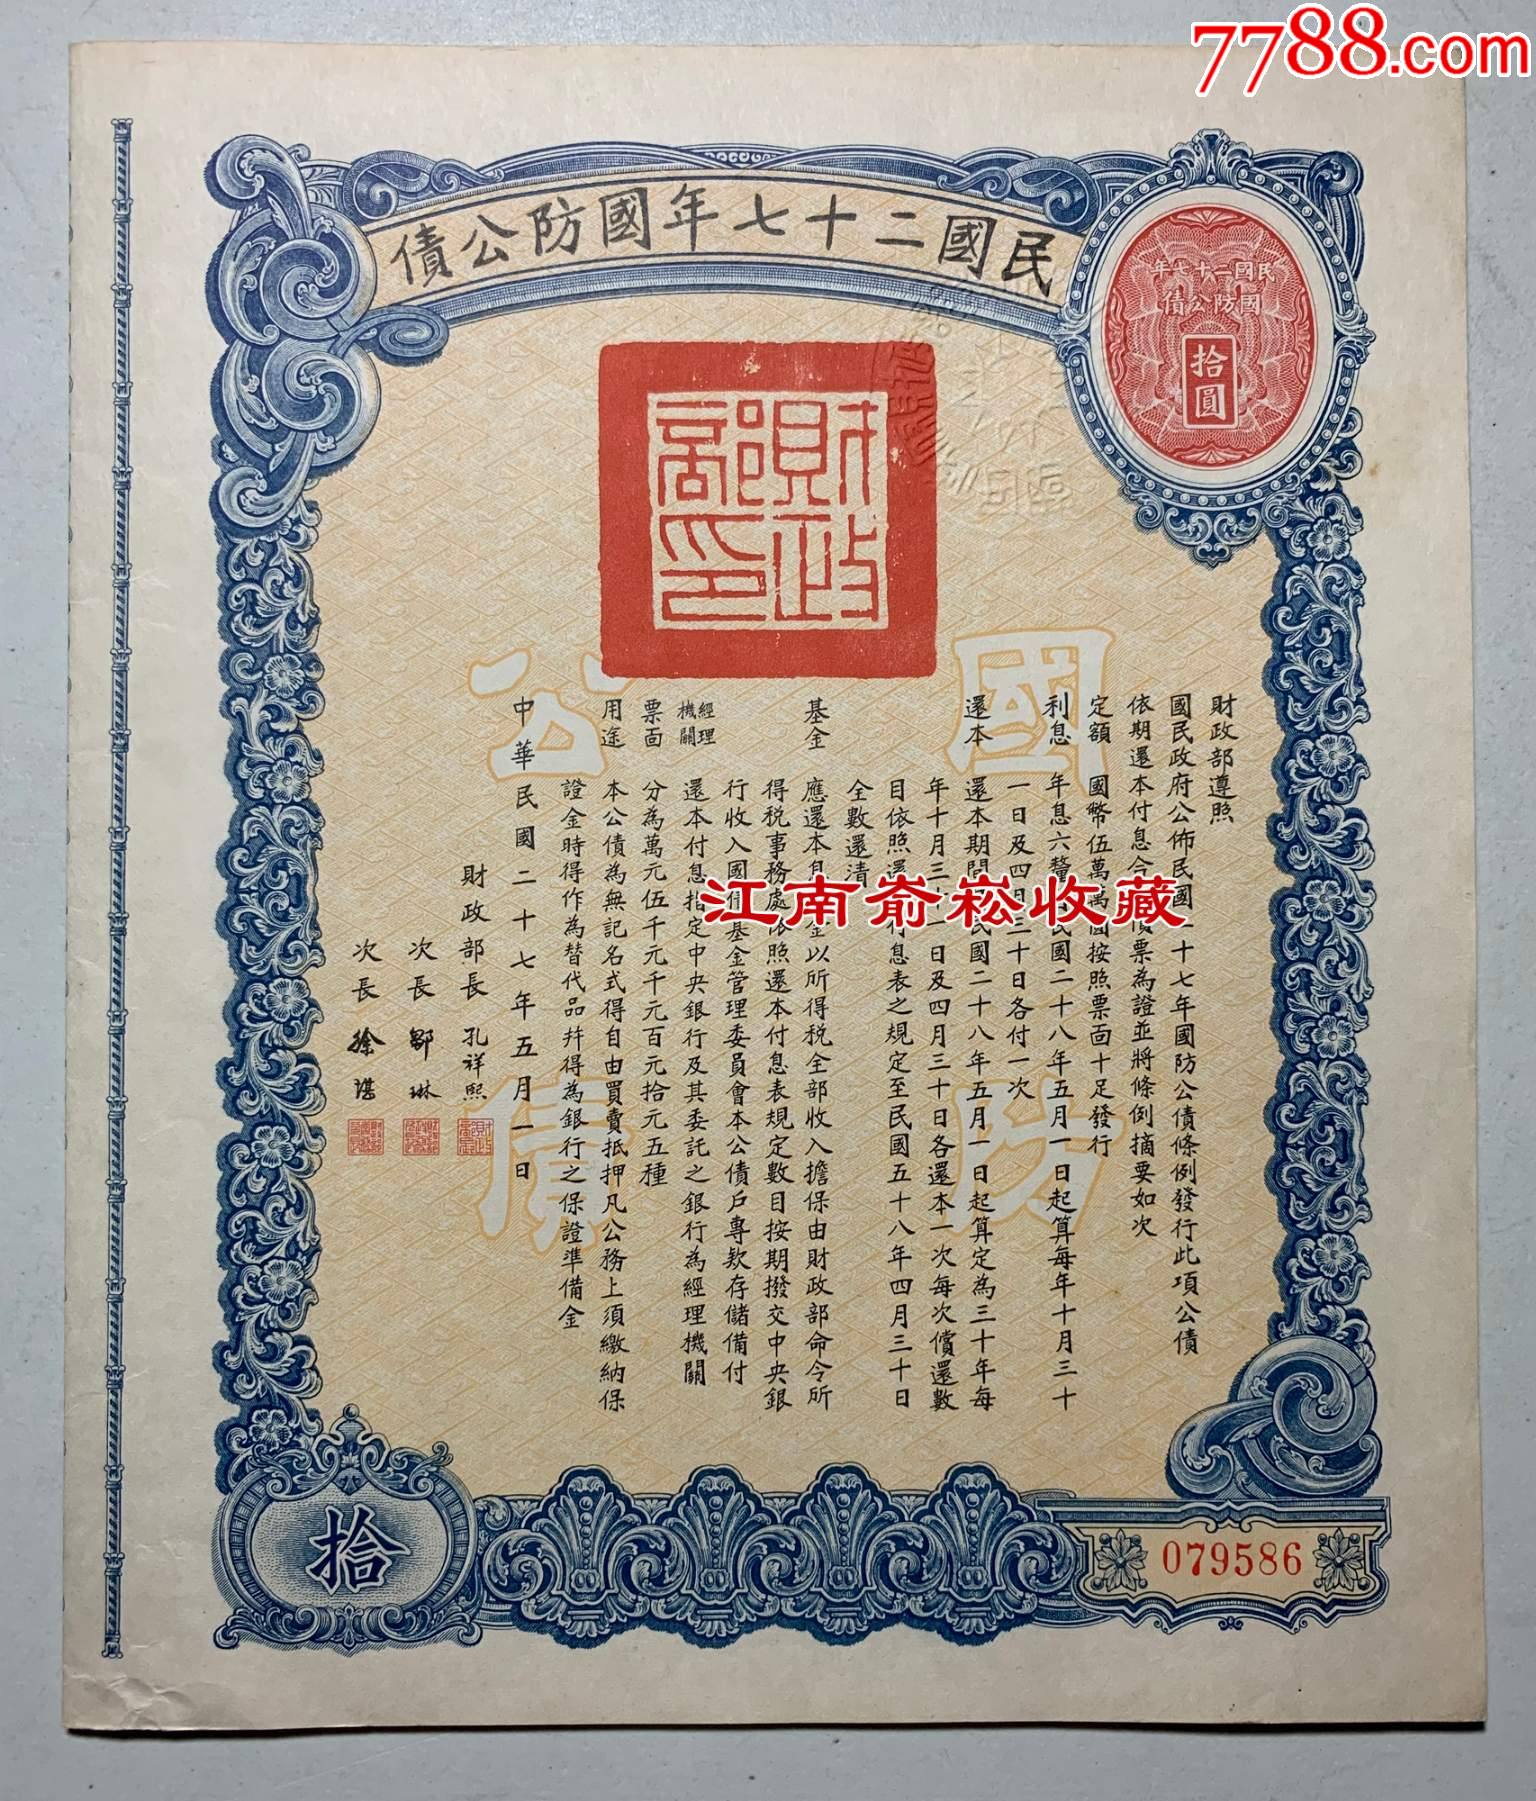 7788.com
民國二十七年國防公債
民國二十七年
國防公債
拾圓
財政部印
國防
公債
財政部遵照
國民政府公佈民國二十七年國防公債條例發行此項公債
依期還本付息今 債票為證並將條例摘要如次
定額 國幣伍萬萬圓按照票面十足發行
利息 年息六釐 民國二十八年五月一日起算每年十月三十
一日及四月三十日各付一次
還本 還本期間 民國二十八年五月一日起算定為三十年每
年十月三十一日及四月三十日各還本一次每次償還數
目依照還 付息表之規定至民國五十八年四月三十日
全數還清
基金 應還本息 金以所得稅全部收入擔保由財政部命令所
得稅事務處依照還本付息表規定數目按期撥交中央銀
行收入國債基金管理委員會本公債戶專款存儲備付
經理機關 還本付息指定中央銀行及其委託之銀行為經理機關
票面 分為萬元伍千元千元百元拾元五種
用途 本公債為無記名式得自由買賣抵押凡公務上須繳納保
證金時得作為替代品并得為銀行之保證準備金
中華民國二十七年五月一日
財政部長 孔祥熙
次長 鄒琳
次長 徐堪
江南俞崧收藏
拾
079586